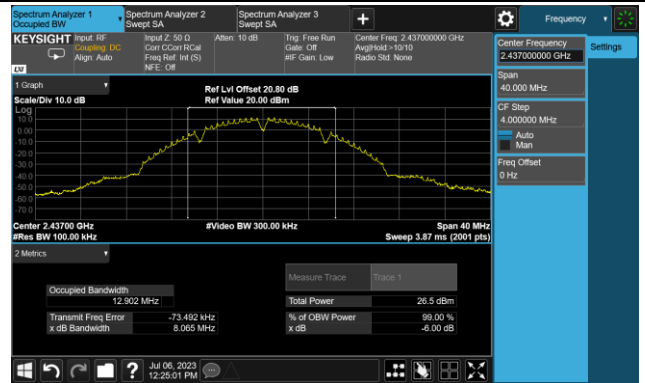 Spectrum Analyzer 1
Occupied BW
Spectrum Analyzer 2
Swept SA
Spectrum Analyzer 3
Swept SA
+
Frequency
KEYSIGHT
Input: RF
Coupling: DC
Align: Auto
Input Z: 50 Ω
Corr CCorr RCal
Freq Ref: Int (S)
NFE: Off
Atten: 10 dB
Trig: Free Run
Gate: Off
#IF Gain: Low
Center Freq: 2.437000000 GHz
Avg|Hold:>10/10
Radio Std: None
LXI
Center Frequency
2.437000000 GHz
Settings
Span
40.000 MHz
CF Step
4.000000 MHz
Auto
Man
Freq Offset
0 Hz
1 Graph
Scale/Div 10.0 dB
Ref Lvl Offset 20.80 dB
Ref Value 20.00 dBm
Log
10.0
0.00
-10.0
-20.0
-30.0
-40.0
-50.0
-60.0
-70.0
Center 2.43700 GHz
#Res BW 100.00 kHz
#Video BW 300.00 kHz
Span 40 MHz
Sweep 3.87 ms (2001 pts)
2 Metrics
Measure Trace
Trace 1
Occupied Bandwidth
12.902 MHz
Total Power
26.5 dBm
Transmit Freq Error
-73.492 kHz
% of OBW Power
99.00 %
x dB Bandwidth
8.065 MHz
x dB
-6.00 dB
?
Jul 06, 2023
12:25:01 PM